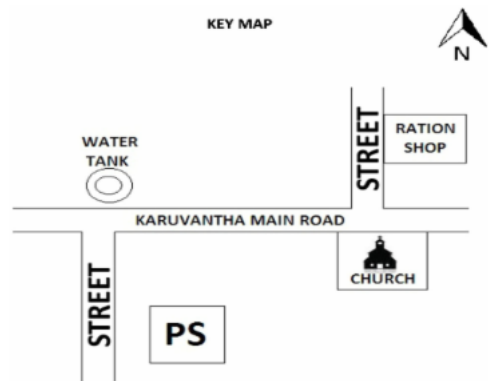 KEY MAP
N
WATER
TANK
STREET
RATION
SHOP
KARUVANTHA MAIN ROAD
STREET
CHURCH
PS